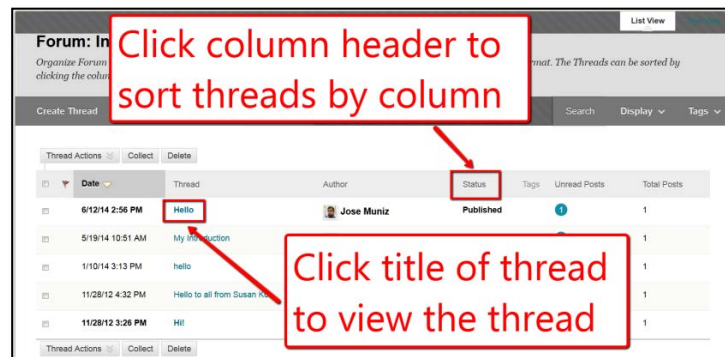 List View
Forum: In
Organize Forum
rmat. The Threads can be sorted by
clicking the colum
Click column header to
sort threads by column
Create Thread
Search
Display
Tags
Thread Actions
Collect
Delete
Date
Thread
Author
Status
Tags
Unread Posts
Total Posts
6/12/14 2:56 PM
Hello
Jose Muniz
Published
1
1
5/19/14 10:51 AM
My Introduction
1
1/10/14 3:13 PM
hello
1
11/28/12 4:32 PM
Hello to all from Susan
1
11/28/12 3:26 PM
Hi!
1
Click title of thread
to view the thread
Thread Actions
Collect
Delete